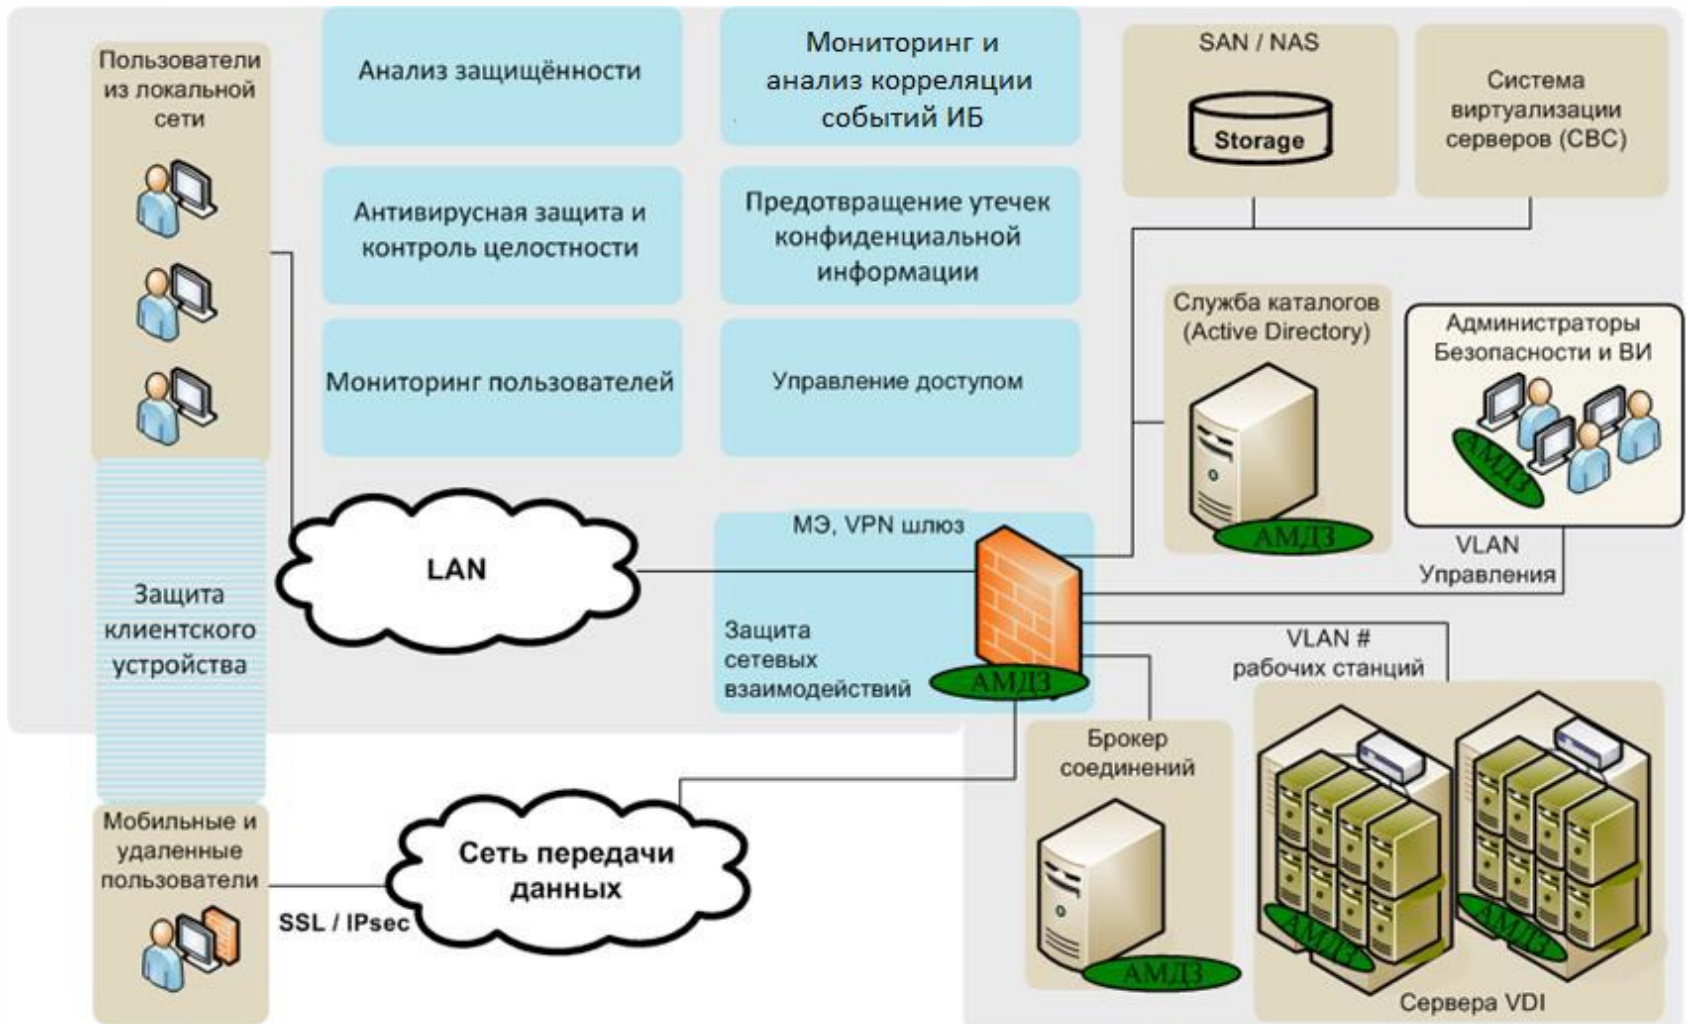 Пользователи
из локальной
сети
Анализ защищённости
Мониторинг и
анализ корреляции
событий ИБ
SAN / NAS
Storage
Система
виртуализации
серверов (СВС)
Антивирусная защита и
контроль целостности
Предотвращение утечек
конфиденциальной
информации
Служба каталогов
(Active Directory)
АМДЗ
Администраторы
Безопасности и ВИ
АМДЗ
Мониторинг пользователей
Управление доступом
LAN
МЭ, VPN шлюз
Защита
сетевых
взаимодействий
АМДЗ
VLAN
Управления
VLAN #
рабочих станций
Защита
клиентского
устройства
Брокер
соединений
АМДЗ
АМДЗ
АМДЗ
Сервера VDI
Мобильные и
удаленные
пользователи
SSL / IPsec
Сеть передачи
данных